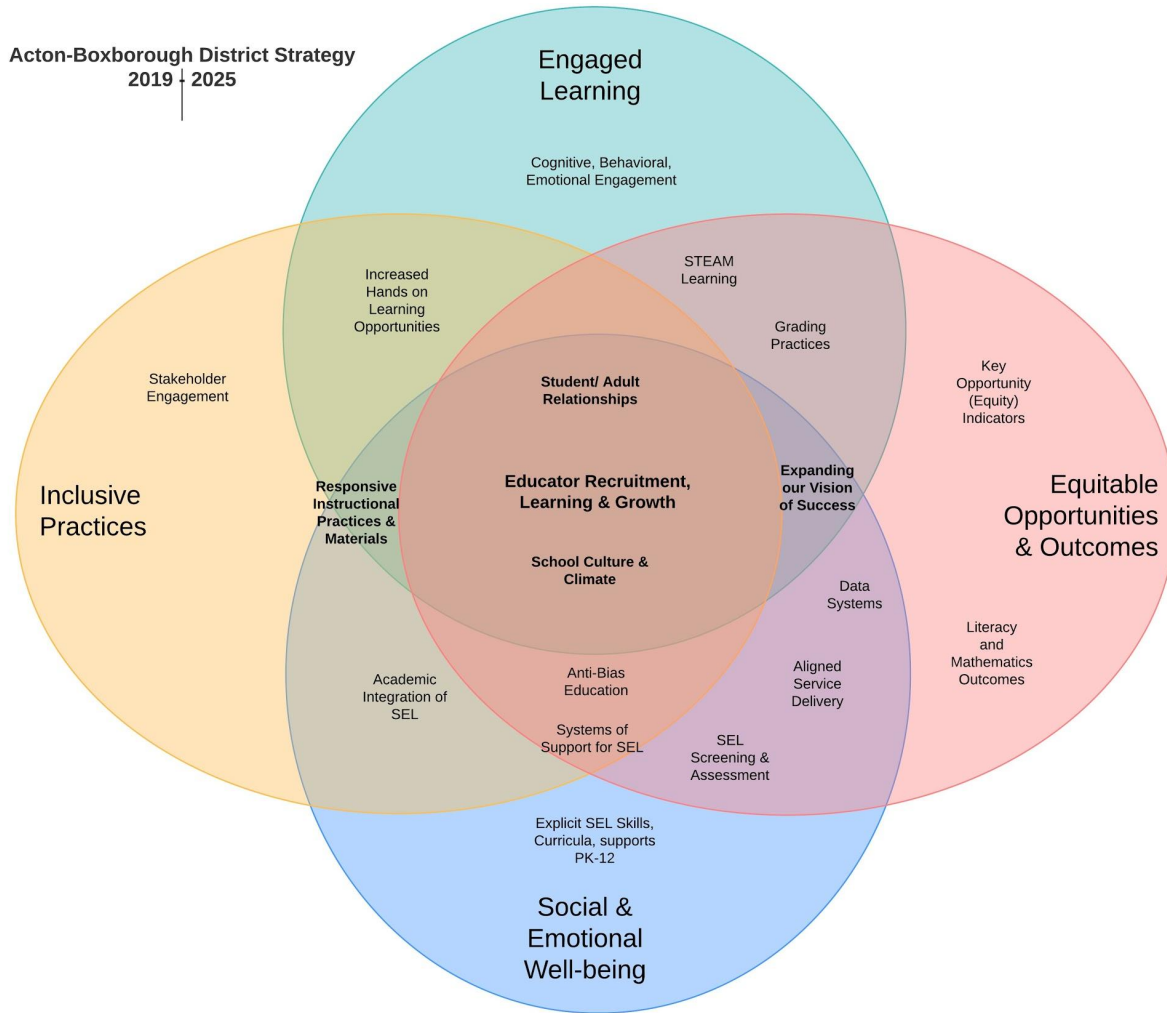 Acton-Boxborough District Strategy
2019 - 2025
Engaged
Learning
Cognitive, Behavioral,
Emotional Engagement
Increased
Hands on
Learning
Opportunities
STEAM
Learning
Grading
Practices
Stakeholder
Engagement
Key
Opportunity
(Equity)
Indicators
Student/ Adult
Relationships
Inclusive
Practices
Responsive
Instructional
Practices &
Materials
Educator Recruitment,
Learning & Growth
Expanding
our Vision
of Success
Equitable
Opportunities
& Outcomes
School Culture &
Climate
Data
Systems
Literacy
and
Mathematics
Outcomes
Academic
Integration of
SEL
Anti-Bias
Education
Aligned
Service
Delivery
Systems of
Support for SEL
SEL
Screening &
Assessment
Explicit SEL Skills,
Curricula, supports
PK-12
Social &
Emotional
Well-being